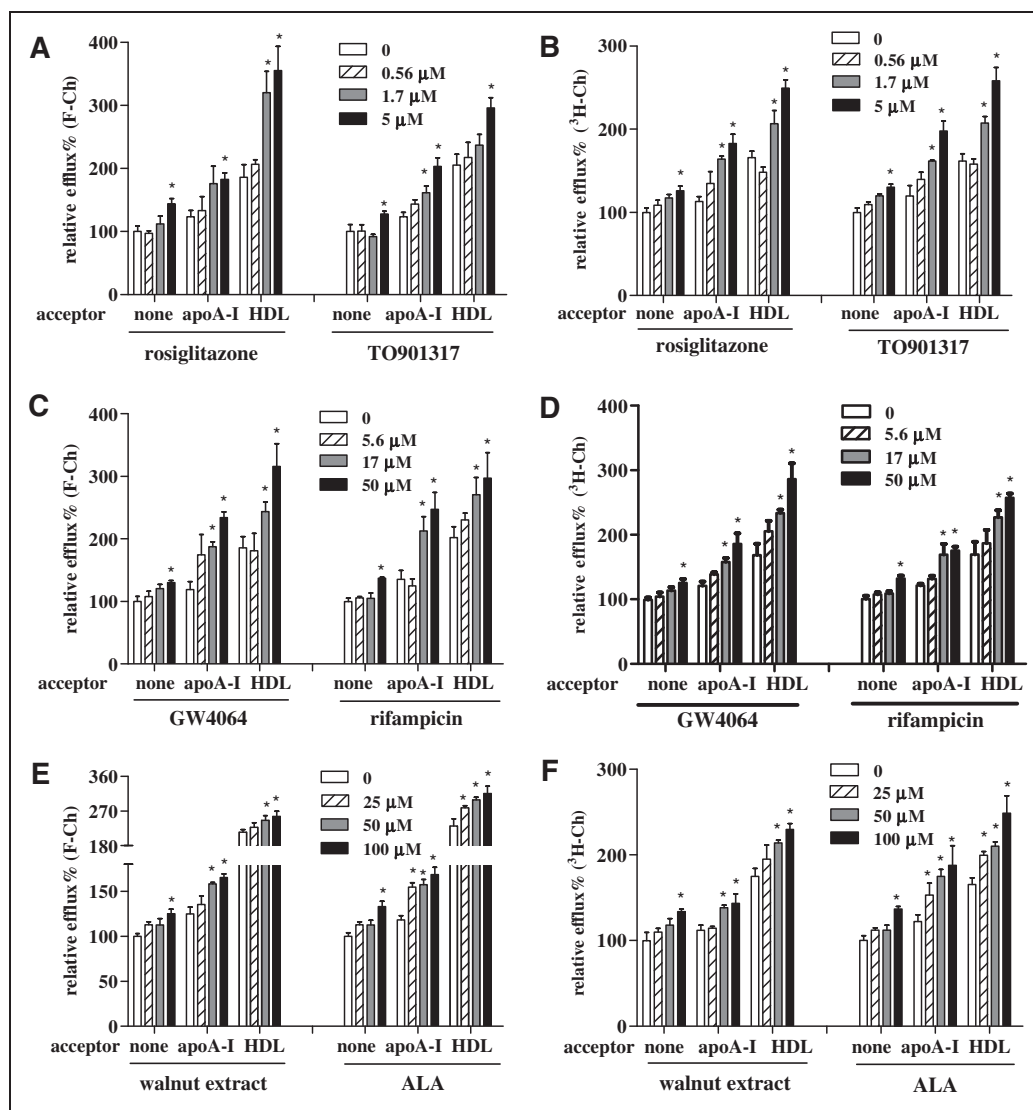 A
relative efflux% (F-Ch)
400
300
200
100
0
0
0.56 μM
1.7 μM
5 μM
* * * * * * * *
acceptor none apoA-I HDL none apoA-I HDL
rosiglitazone TO901317
B
relative efflux% (³H-Ch)
300
200
100
0
0
0.56 μM
1.7 μM
5 μM
* * * * * * * * * *
acceptor none apoA-I HDL none apoA-I HDL
rosiglitazone TO901317
C
relative efflux% (F-Ch)
400
300
200
100
0
0
5.6 μM
17 μM
50 μM
* * * * * * * * * *
acceptor none apoA-I HDL none apoA-I HDL
GW4064 rifampicin
D
relative efflux% (³H-Ch)
400
300
200
100
0
0
5.6 μM
17 μM
50 μM
* * * * * * * * * *
acceptor none apoA-I HDL none apoA-I HDL
GW4064 rifampicin
E
relative efflux% (F-Ch)
360
270
180
150
100
50
0
0
25 μM
50 μM
100 μM
* * * * * * * * * * * *
acceptor none apoA-I HDL none apoA-I HDL
walnut extract ALA
F
relative efflux% (³H-Ch)
300
200
100
0
0
25 μM
50 μM
100 μM
* * * * * * * * * * * *
acceptor none apoA-I HDL none apoA-I HDL
walnut extract ALA